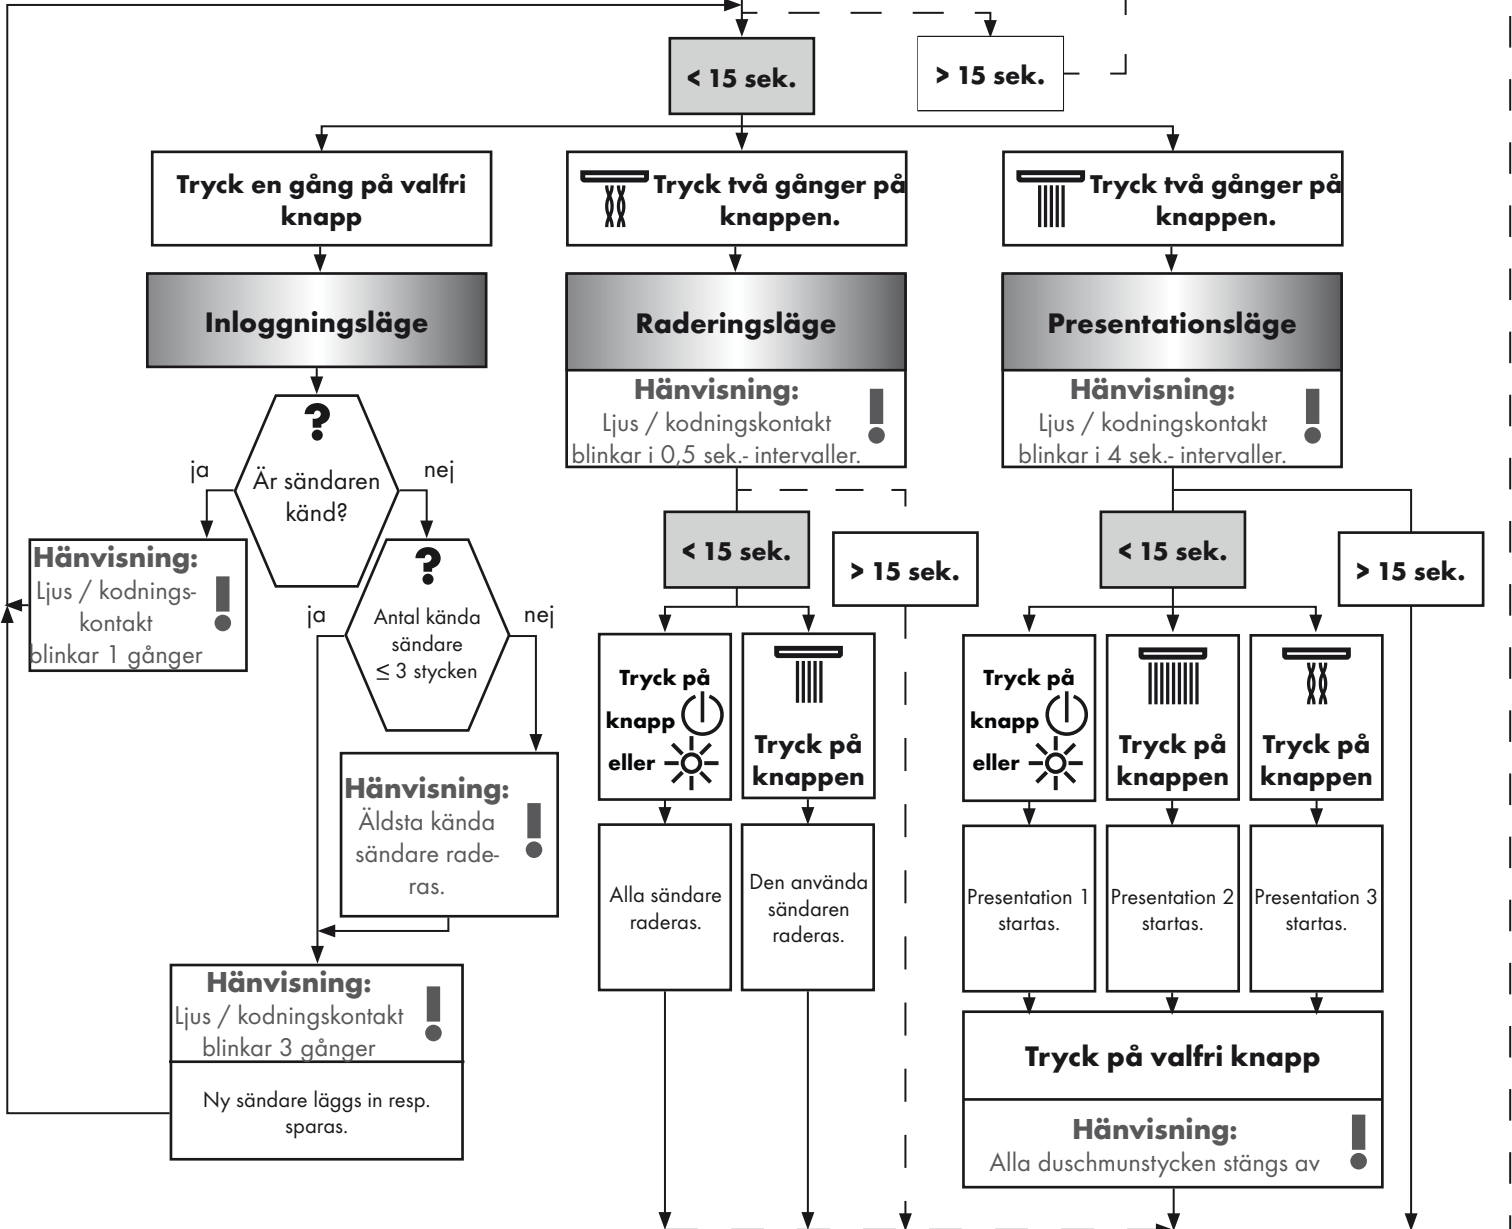 < 15 sek.
> 15 sek.
Tryck en gång på valfri
knapp
Tryck två gånger på
knappen.
Tryck två gånger på
knappen.
Inloggningsläge
Raderingsläge
Presentationsläge
Hänvisning:
Ljus / kodningskontakt
blinkar i 0,5 sek.- intervaller.
Hänvisning:
Ljus / kodningskontakt
blinkar i 4 sek.- intervaller.
?
Är sändaren
känd?
ja
nej
Hänvisning:
Ljus / kodnings-
kontakt
blinkar 1 gånger
?
Antal kända
sändare
≤ 3 stycken
ja
nej
Hänvisning:
Äldsta kända
sändare rade-
ras.
Hänvisning:
Ljus / kodningskontakt
blinkar 3 gånger
Ny sändare läggs in resp.
sparas.
< 15 sek.
> 15 sek.
Tryck på
knapp
eller
Tryck på
knappen
Alla sändare
raderas.
Den använda
sändaren
raderas.
< 15 sek.
> 15 sek.
Tryck på
knapp
eller
Tryck på
knappen
Tryck på
knappen
Presentation 1
startas.
Presentation 2
startas.
Presentation 3
startas.
Tryck på valfri knapp
Hänvisning:
Alla duschmunstycken stängs av